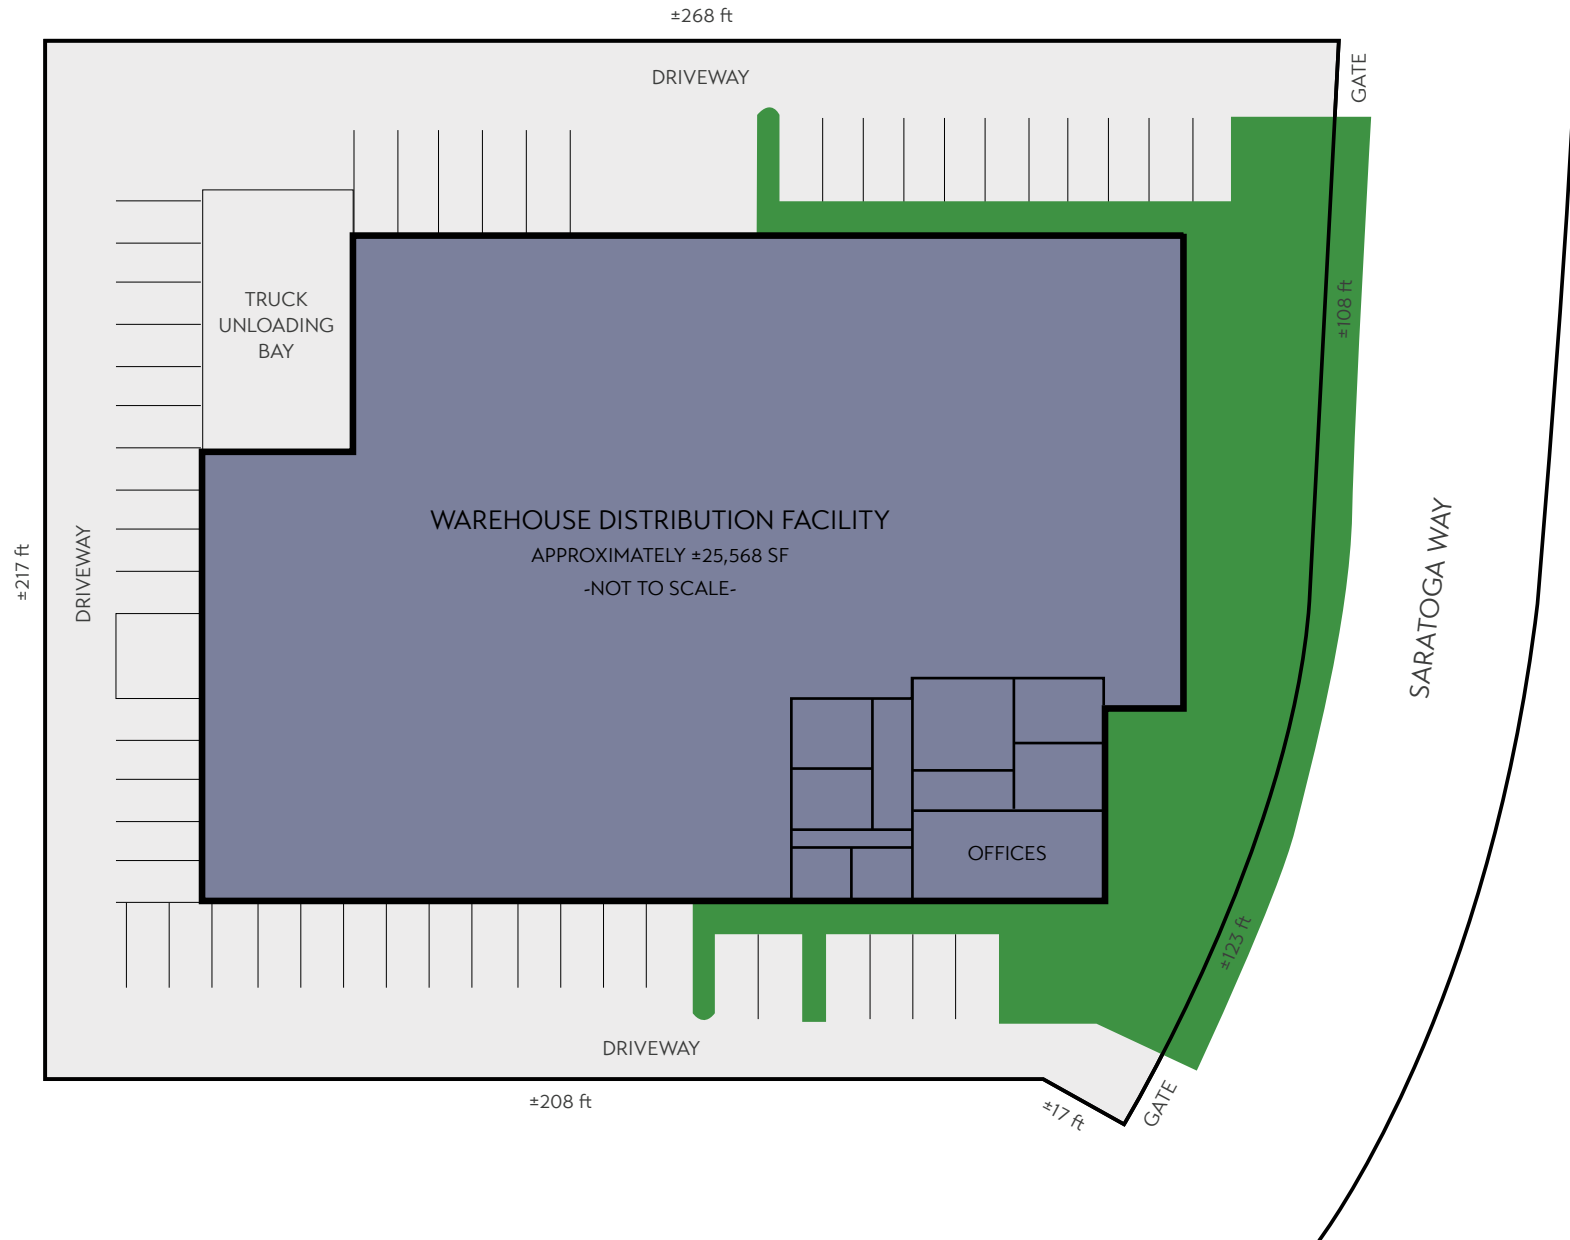 ±268 ft
DRIVEWAY
GATE
TRUCK
UNLOADING
BAY
±108 ft
WAREHOUSE DISTRIBUTION FACILITY
APPROXIMATELY ±25,568 SF
-NOT TO SCALE-
±217 ft
DRIVEWAY
SARATOGA WAY
OFFICES
±123 ft
DRIVEWAY
±208 ft
±17 ft
GATE